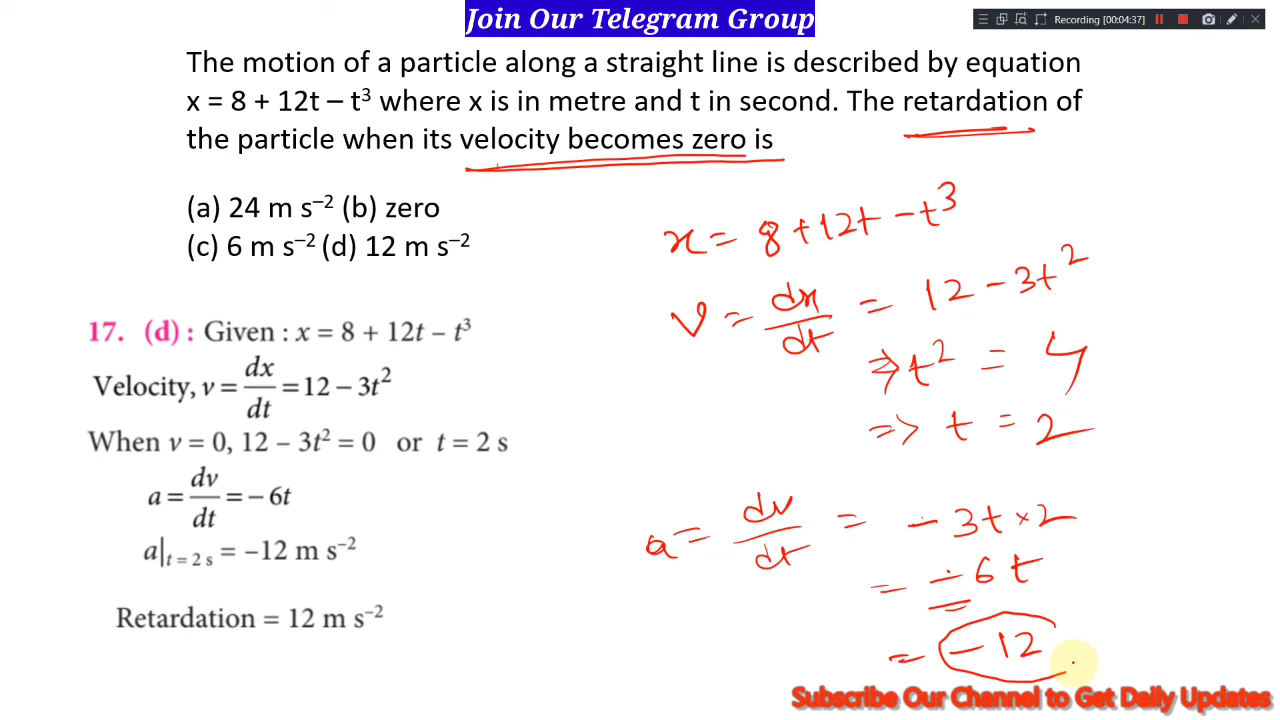 Join Our Telegram Group
Recording [00:04:37]
The motion of a particle along a straight line is described by equation
x = 8 + 12t – t³ where x is in metre and t in second. The retardation of
the particle when its velocity becomes zero is
(a) 24 m s⁻² (b) zero
(c) 6 m s⁻² (d) 12 m s⁻²
17. (d) : Given : x = 8 + 12t – t³
Velocity, v = dx/dt = 12 – 3t²
When v = 0, 12 – 3t² = 0 or t = 2 s
a = dv/dt = – 6t
a|t = 2 s = –12 m s⁻²
Retardation = 12 m s⁻²
x = 8 + 12t – t³
v = dx/dt = 12 – 3t²
⇒ t² = 4
⇒ t = 2
a = dv/dt = – 3t × 2
= – 6t
= – 12
Subscribe Our Channel to Get Daily Updates